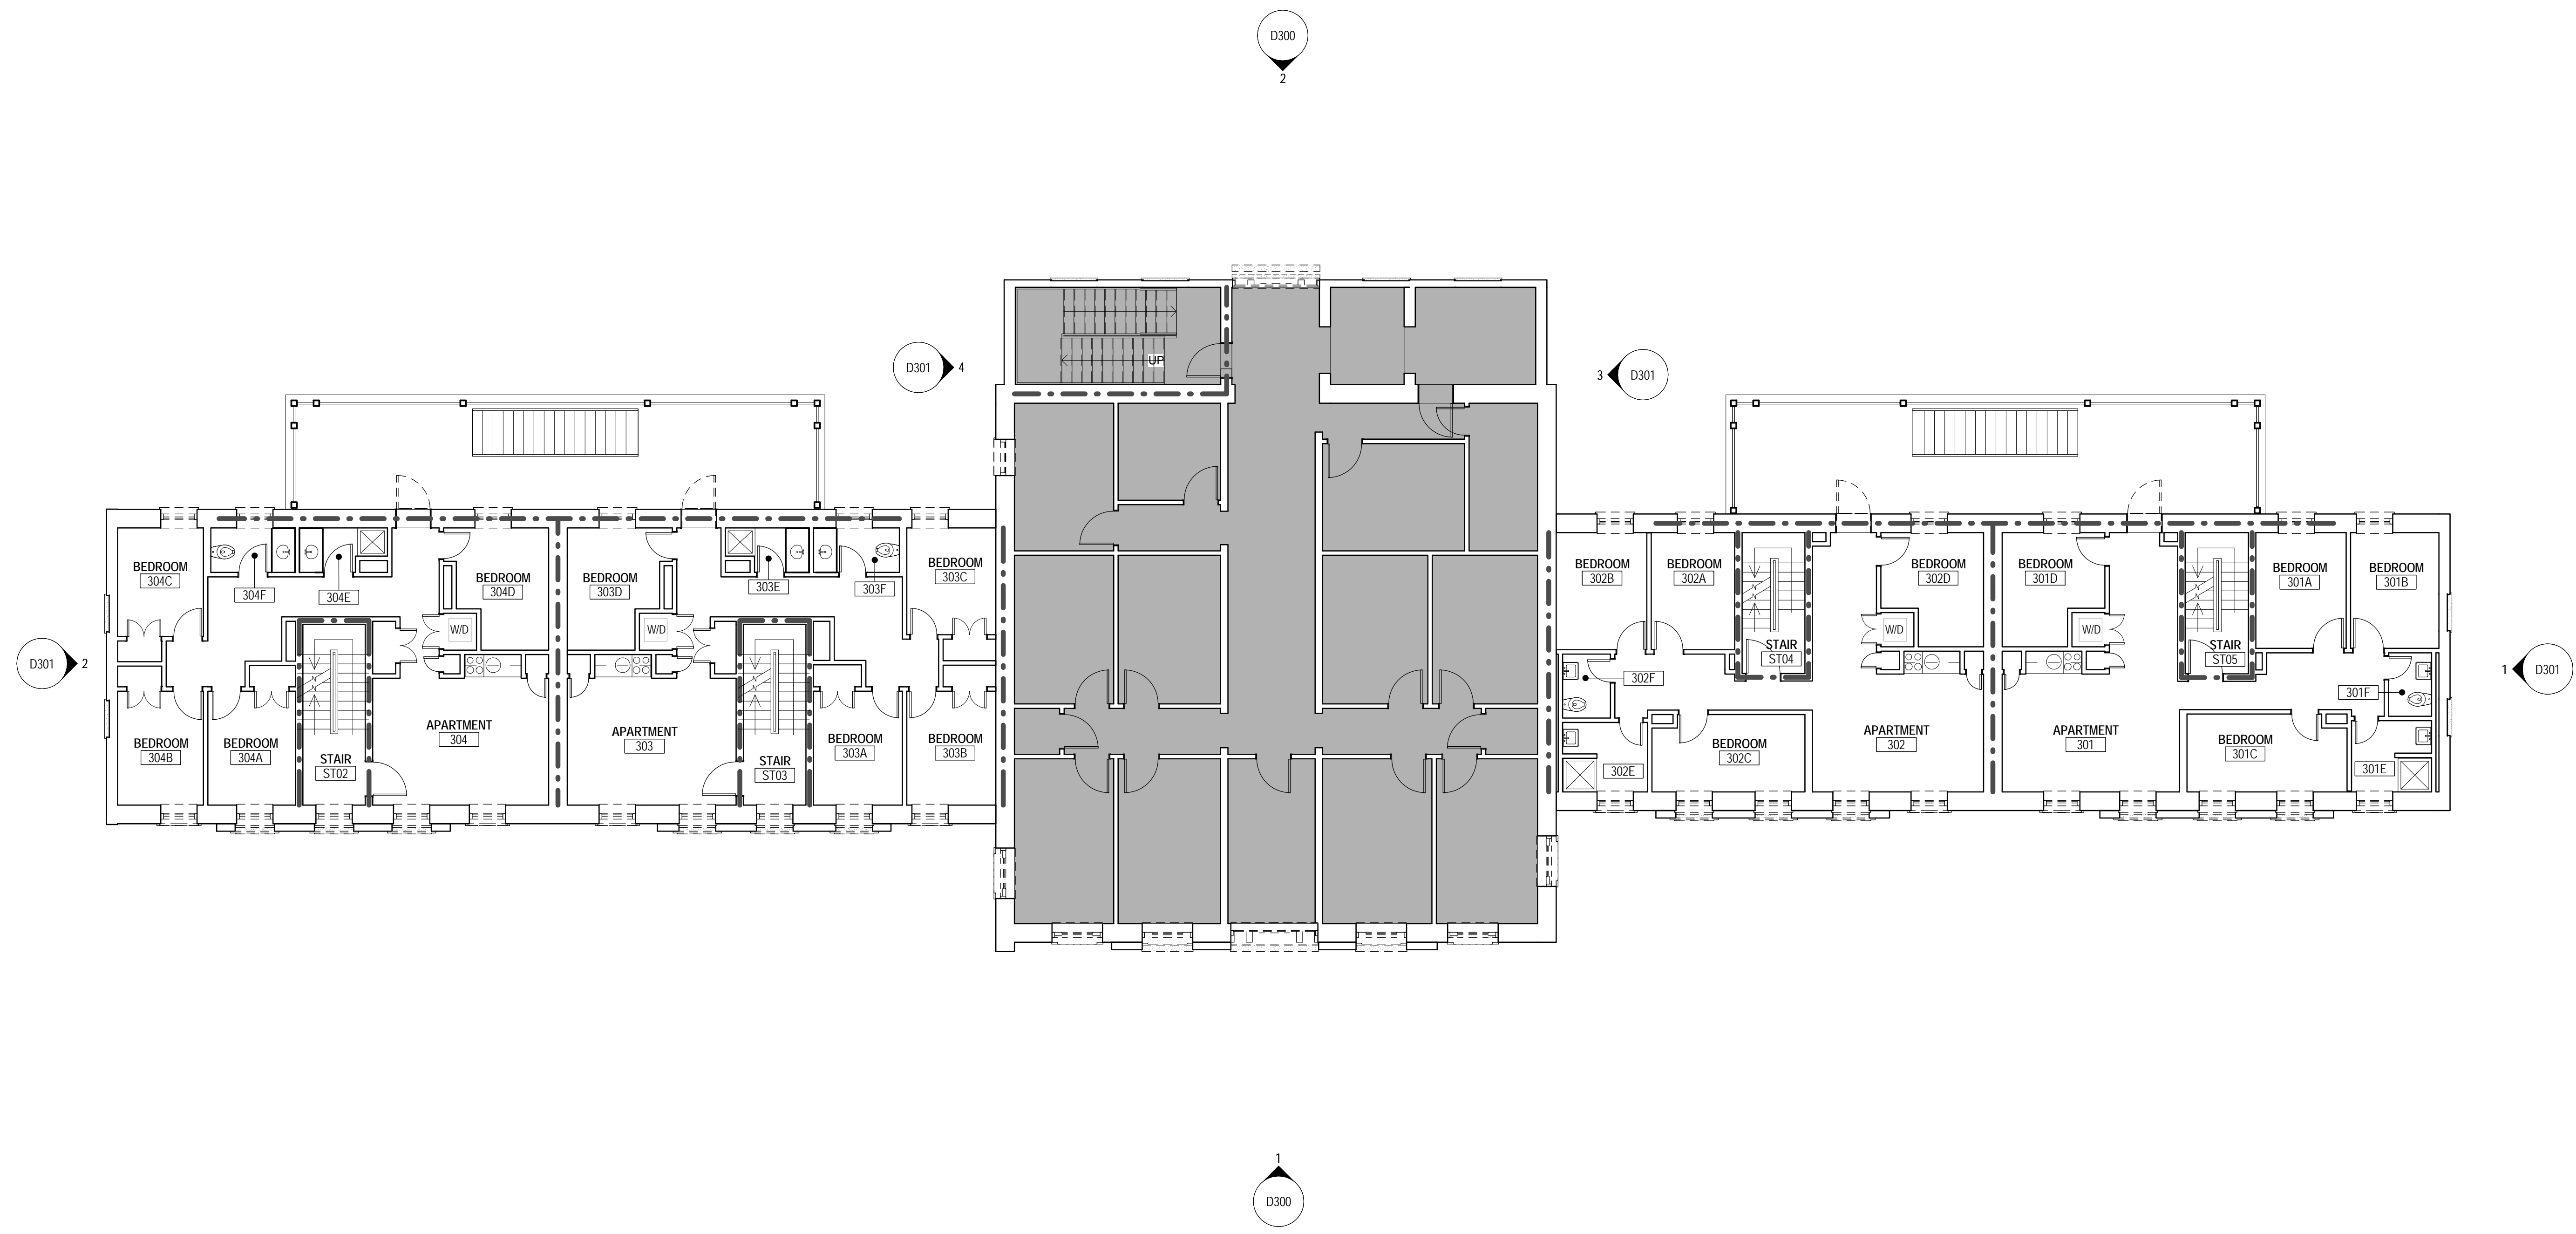 D300
2
UP
D301
4
3
D301
BEDROOM
304C
304F
304E
BEDROOM
304D
BEDROOM
303D
303E
303F
BEDROOM
303C
W/D
W/D
D301
2
BEDROOM
304B
BEDROOM
304A
STAIR
ST02
APARTMENT
304
APARTMENT
303
STAIR
ST03
BEDROOM
303A
BEDROOM
303B
BEDROOM
302B
BEDROOM
302A
BEDROOM
302D
BEDROOM
301D
BEDROOM
301A
BEDROOM
301B
W/D
W/D
STAIR
ST04
STAIR
ST05
302F
301F
1
D301
BEDROOM
302C
302E
APARTMENT
302
APARTMENT
301
BEDROOM
301C
301E
1
D300